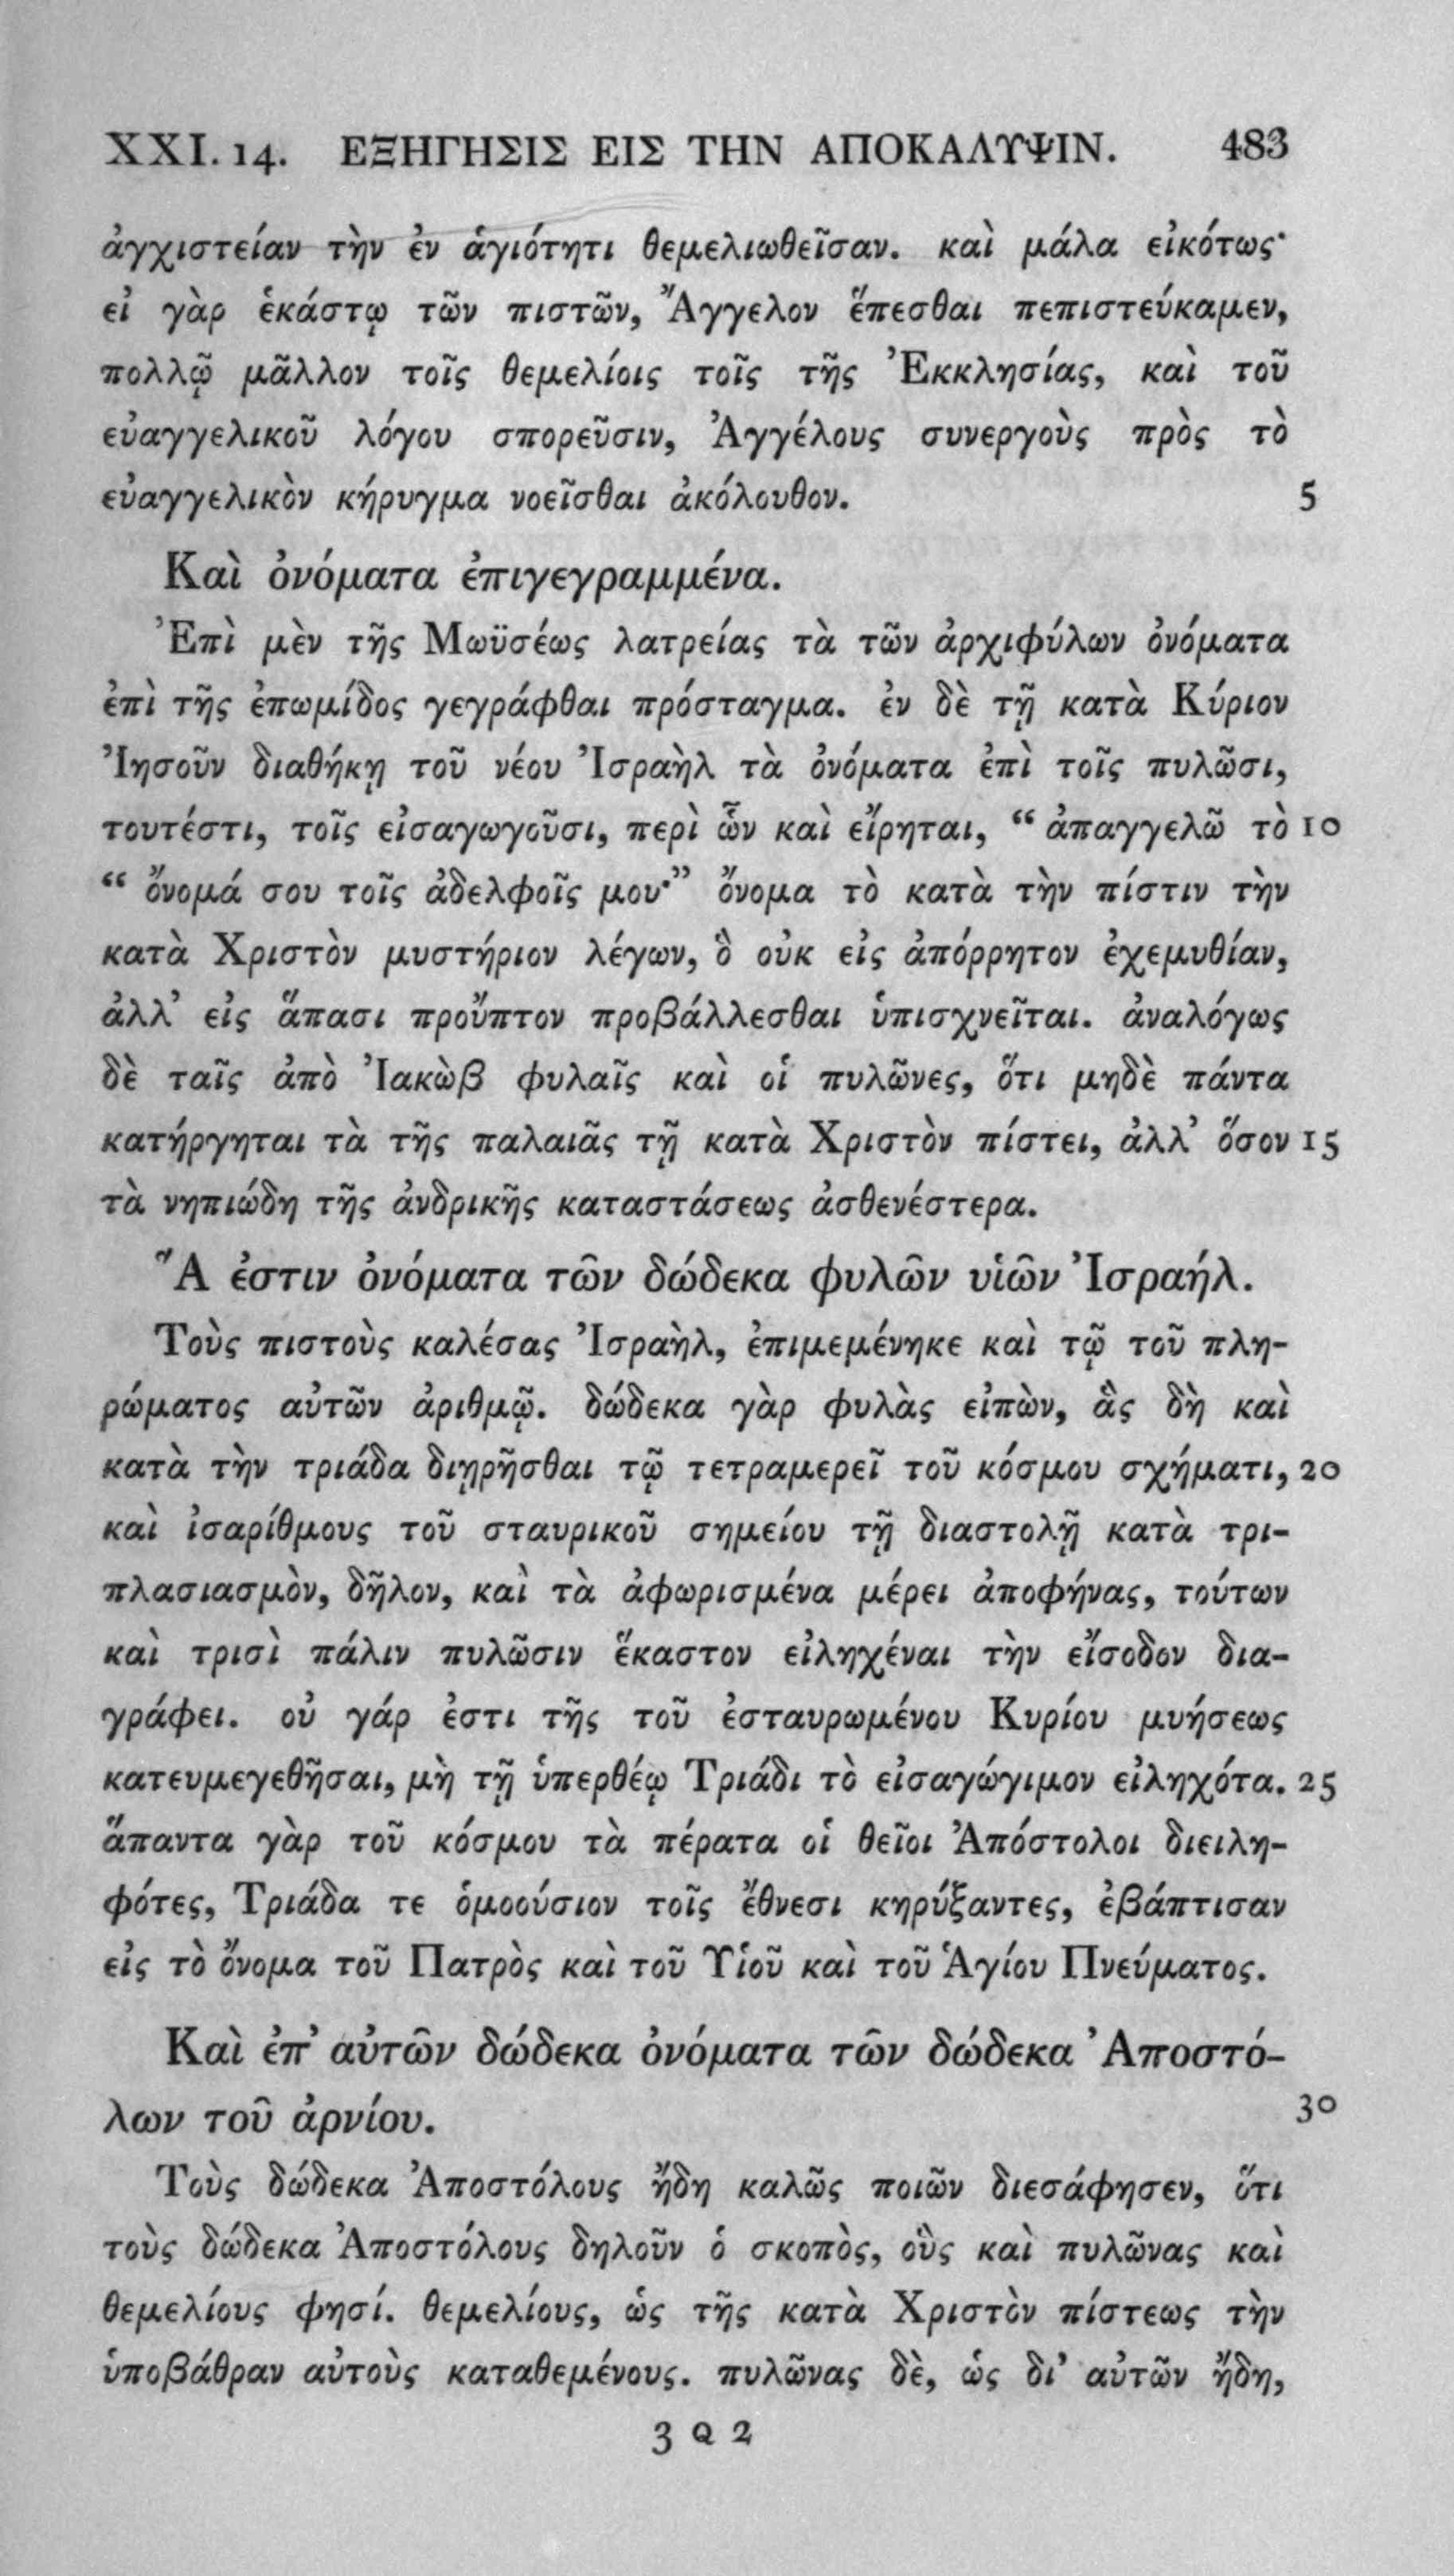 XXI. 14. ΕΞΗΓΗΣΙΣ ΕΙΣ ΤΗΝ ΑΠΟΚΑΛΥΨΙΝ. 483
ἀγχιστείαν τὴν ἐν ἁγιότητι θεμελιωθεῖσαν. καὶ μάλα εἰκότως·
εἰ γὰρ ἑκάστῳ τῶν πιστῶν, Ἄγγελον ἕπεσθαι πεπιστεύκαμεν,
πολλῷ μᾶλλον τοῖς θεμελίοις τοῖς τῆς Ἐκκλησίας, καὶ τοῦ
εὐαγγελικοῦ λόγου σπορεῦσιν, Ἀγγέλους συνεργοὺς πρὸς τὸ
εὐαγγελικὸν κήρυγμα νοεῖσθαι ἀκόλουθον. 5
Καὶ ὀνόματα ἐπιγεγραμμένα.
Ἐπὶ μὲν τῆς Μωϋσέως λατρείας τὰ τῶν ἀρχιφύλων ὀνόματα
ἐπὶ τῆς ἐπωμίδος γεγράφθαι πρόσταγμα. ἐν δὲ τῇ κατὰ Κύριον
Ἰησοῦν διαθήκῃ τοῦ νέου Ἰσραὴλ τὰ ὀνόματα ἐπὶ τοῖς πυλῶσι,
τουτέστι, τοῖς εἰσαγωγοῦσι, περὶ ὧν καὶ εἴρηται, “ ἀπαγγελῶ τὸ 10
“ ὄνομά σου τοῖς ἀδελφοῖς μου·” ὄνομα τὸ κατὰ τὴν πίστιν τὴν
κατὰ Χριστὸν μυστήριον λέγων, ὃ οὐκ εἰς ἀπόρρητον ἐχεμυθίαν,
ἀλλ’ εἰς ἅπασι προὔπτον προβάλλεσθαι ὑπισχνεῖται. ἀναλόγως
δὲ ταῖς ἀπὸ Ἰακὼβ φυλαῖς καὶ οἱ πυλῶνες, ὅτι μηδὲ πάντα
κατήργηται τὰ τῆς παλαιᾶς τῇ κατὰ Χριστὸν πίστει, ἀλλ’ ὅσον 15
τὰ νηπιώδη τῆς ἀνδρικῆς καταστάσεως ἀσθενέστερα.
Ἅ ἐστιν ὀνόματα τῶν δώδεκα φυλῶν υἱῶν Ἰσραήλ.
Τοὺς πιστοὺς καλέσας Ἰσραὴλ, ἐπιμεμένηκε καὶ τῷ τοῦ πλη-
ρώματος αὐτῶν ἀριθμῷ. δώδεκα γὰρ φυλὰς εἰπὼν, ἃς δὴ καὶ
κατὰ τὴν τριάδα διῃρῆσθαι τῷ τετραμερεῖ τοῦ κόσμου σχήματι, 20
καὶ ἰσαρίθμους τοῦ σταυρικοῦ σημείου τῇ διαστολῇ κατὰ τρι-
πλασιασμὸν, δῆλον, καὶ τὰ ἀφωρισμένα μέρει ἀποφήνας, τούτων
καὶ τρισὶ πάλιν πυλῶσιν ἕκαστον εἰληχέναι τὴν εἴσοδον δια-
γράφει. οὐ γάρ ἐστι τῆς τοῦ ἐσταυρωμένου Κυρίου μυήσεως
κατευμεγεθῆσαι, μὴ τῇ ὑπερθέῳ Τριάδι τὸ εἰσαγώγιμον εἰληχότα. 25
ἅπαντα γὰρ τοῦ κόσμου τὰ πέρατα οἱ θεῖοι Ἀπόστολοι διειλη-
φότες, Τριάδα τε ὁμοούσιον τοῖς ἔθνεσι κηρύξαντες, ἐβάπτισαν
εἰς τὸ ὄνομα τοῦ Πατρὸς καὶ τοῦ Υἱοῦ καὶ τοῦ Ἁγίου Πνεύματος.
Καὶ ἐπ’ αὐτῶν δώδεκα ὀνόματα τῶν δώδεκα Ἀποστό-
λων τοῦ ἀρνίου. 30
Τοὺς δώδεκα Ἀποστόλους ἤδη καλῶς ποιῶν διεσάφησεν, ὅτι
τοὺς δώδεκα Ἀποστόλους δηλοῦν ὁ σκοπὸς, οὓς καὶ πυλῶνας καὶ
θεμελίους φησί. θεμελίους, ὡς τῆς κατὰ Χριστὸν πίστεως τὴν
ὑποβάθραν αὐτοὺς καταθεμένους. πυλῶνας δὲ, ὡς δι’ αὐτῶν ἤδη,
3 Q 2